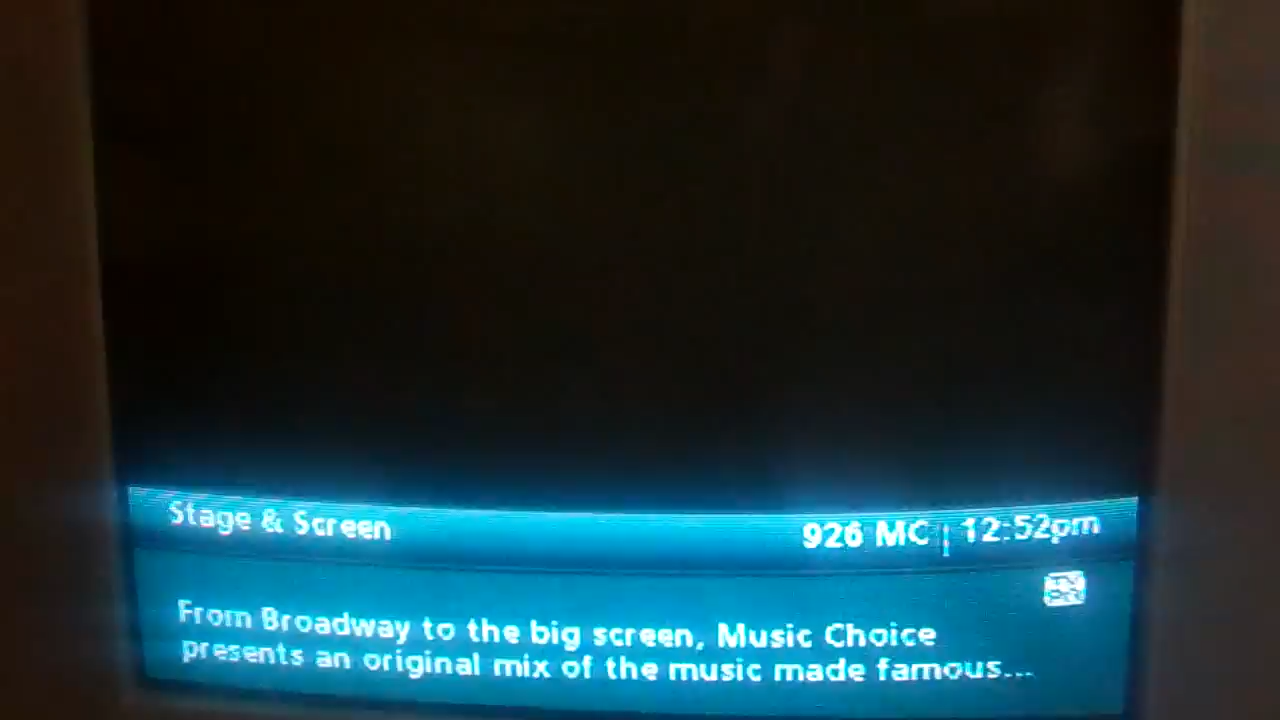 Stage & Screen
926 MC | 12:52pm
From Broadway to the big screen, Music Choice
presents an original mix of the music made famous...